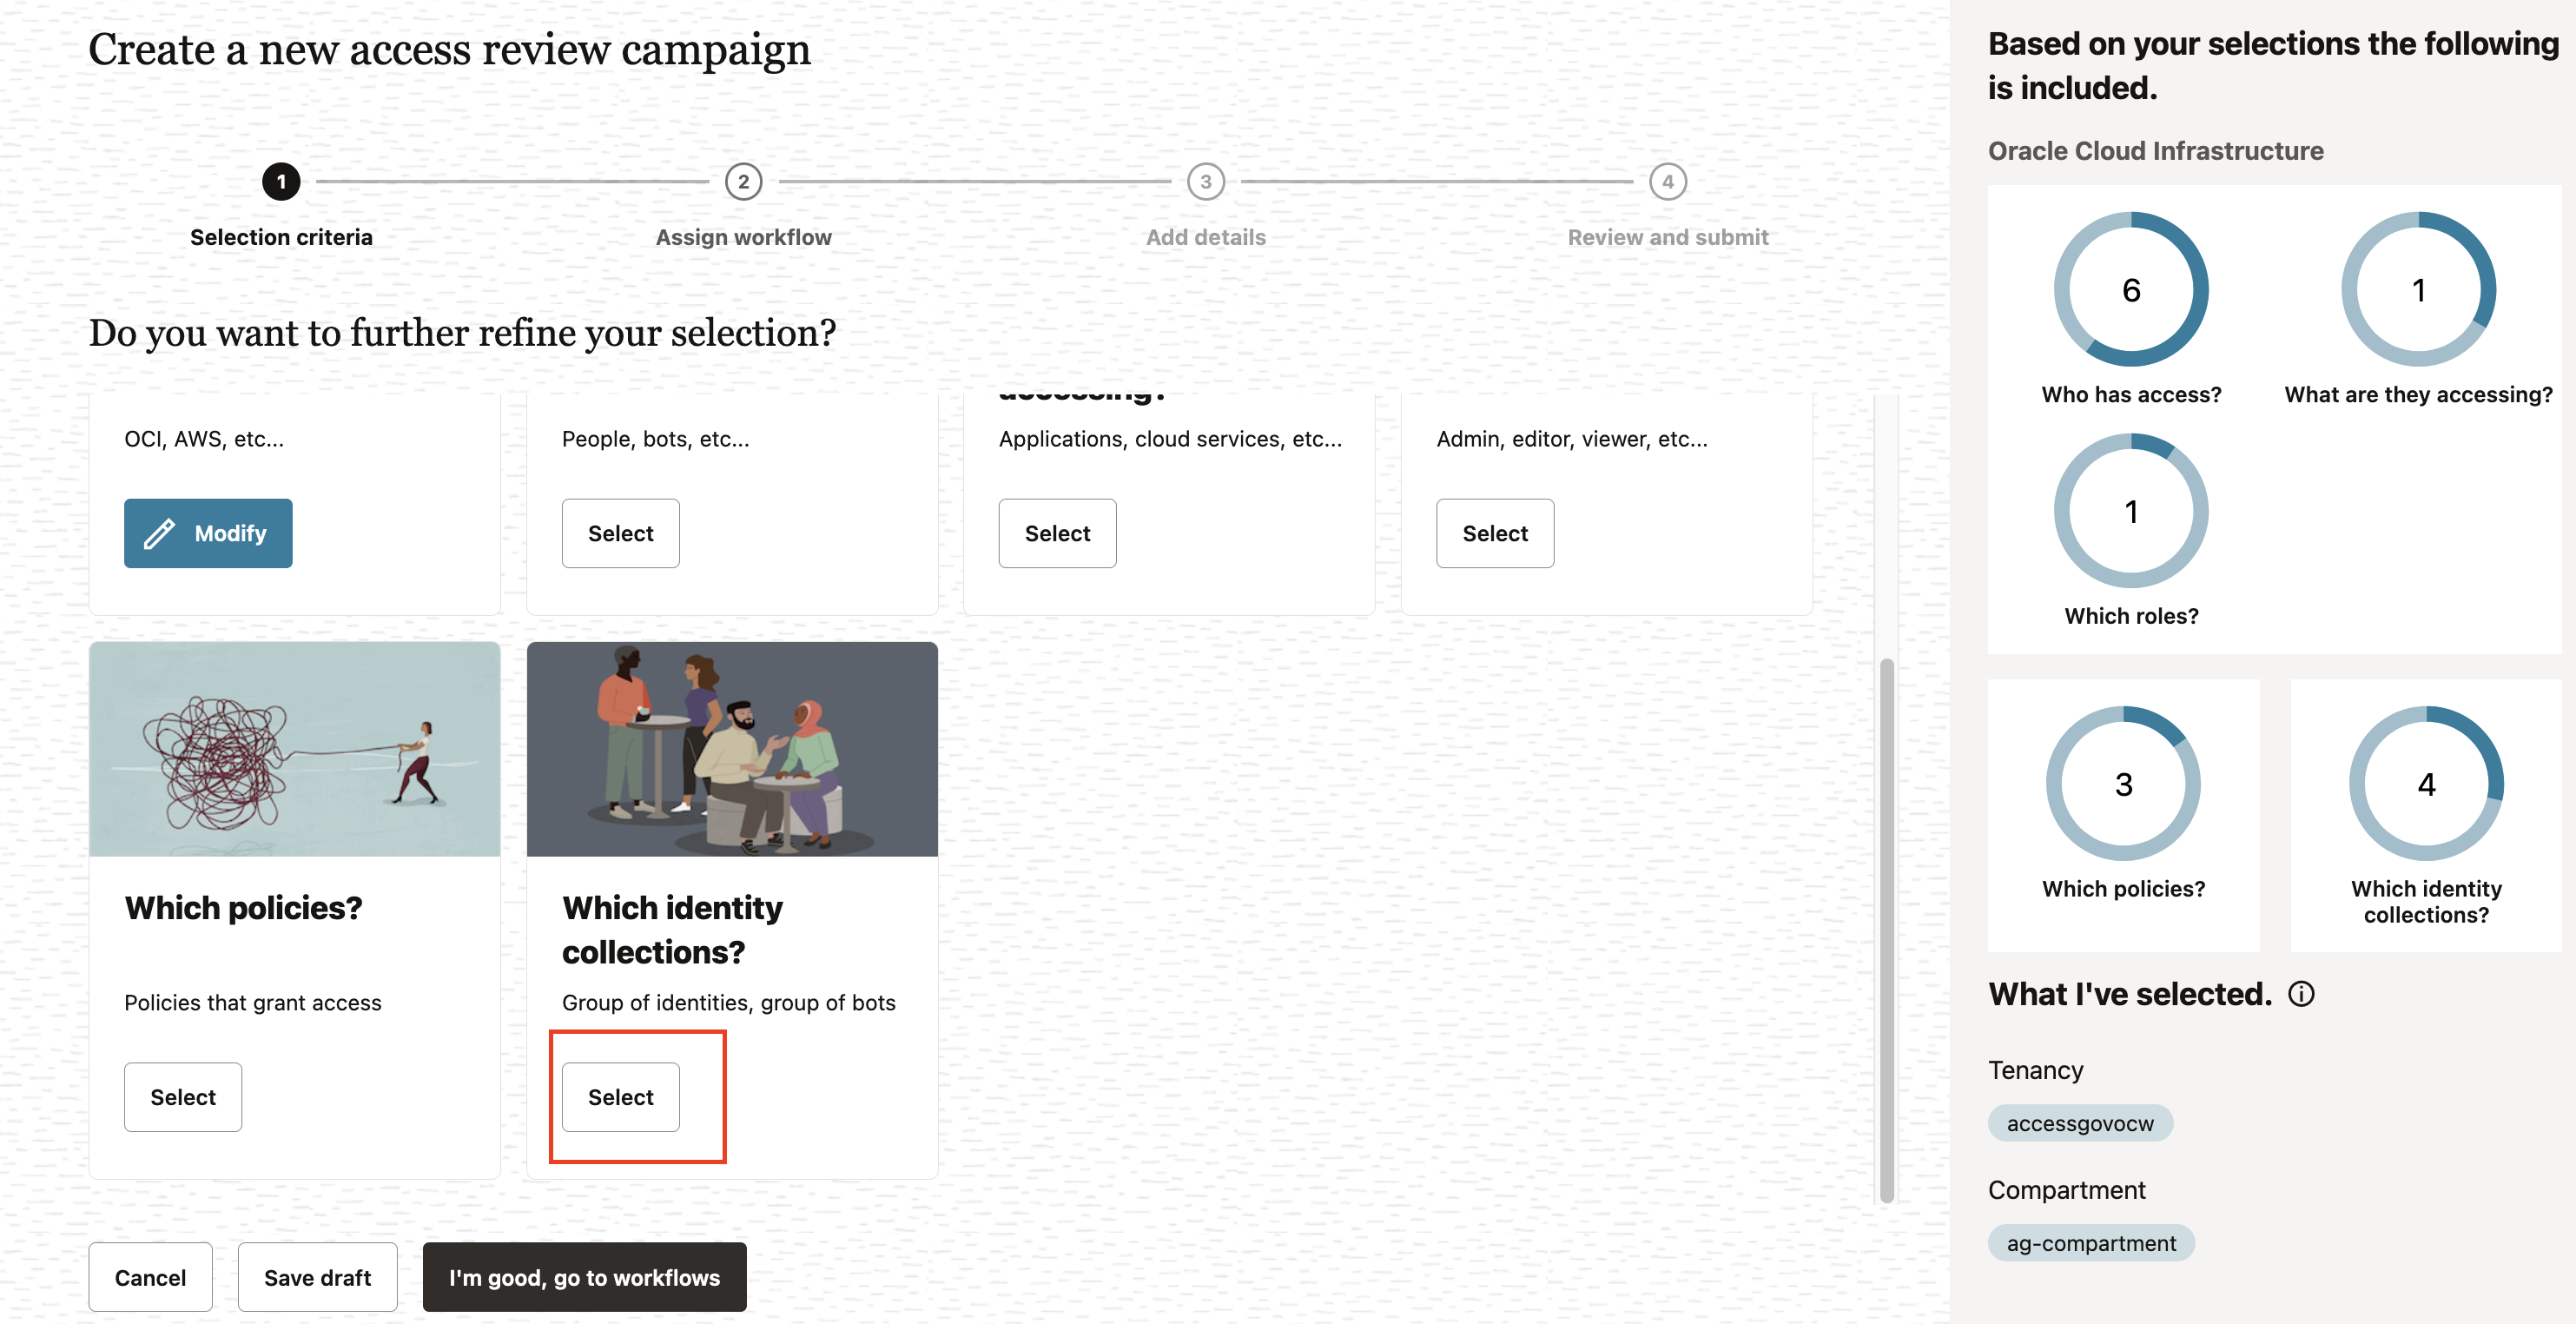 Create a new access review campaign
1
2
3
4
Selection criteria
Assign workflow
Add details
Review and submit
Do you want to further refine your selection?
accessing?
OCI, AWS, etc...
People, bots, etc...
Applications, cloud services, etc...
Admin, editor, viewer, etc...
Modify
Select
Select
Select
Which policies?
Policies that grant access
Select
Which identity
collections?
Group of identities, group of bots
Select
Cancel
Save draft
I'm good, go to workflows
Based on your selections the following
is included.
Oracle Cloud Infrastructure
6
Who has access?
1
What are they accessing?
1
Which roles?
3
Which policies?
4
Which identity
collections?
What I've selected.
Tenancy
accessgovocw
Compartment
ag-compartment